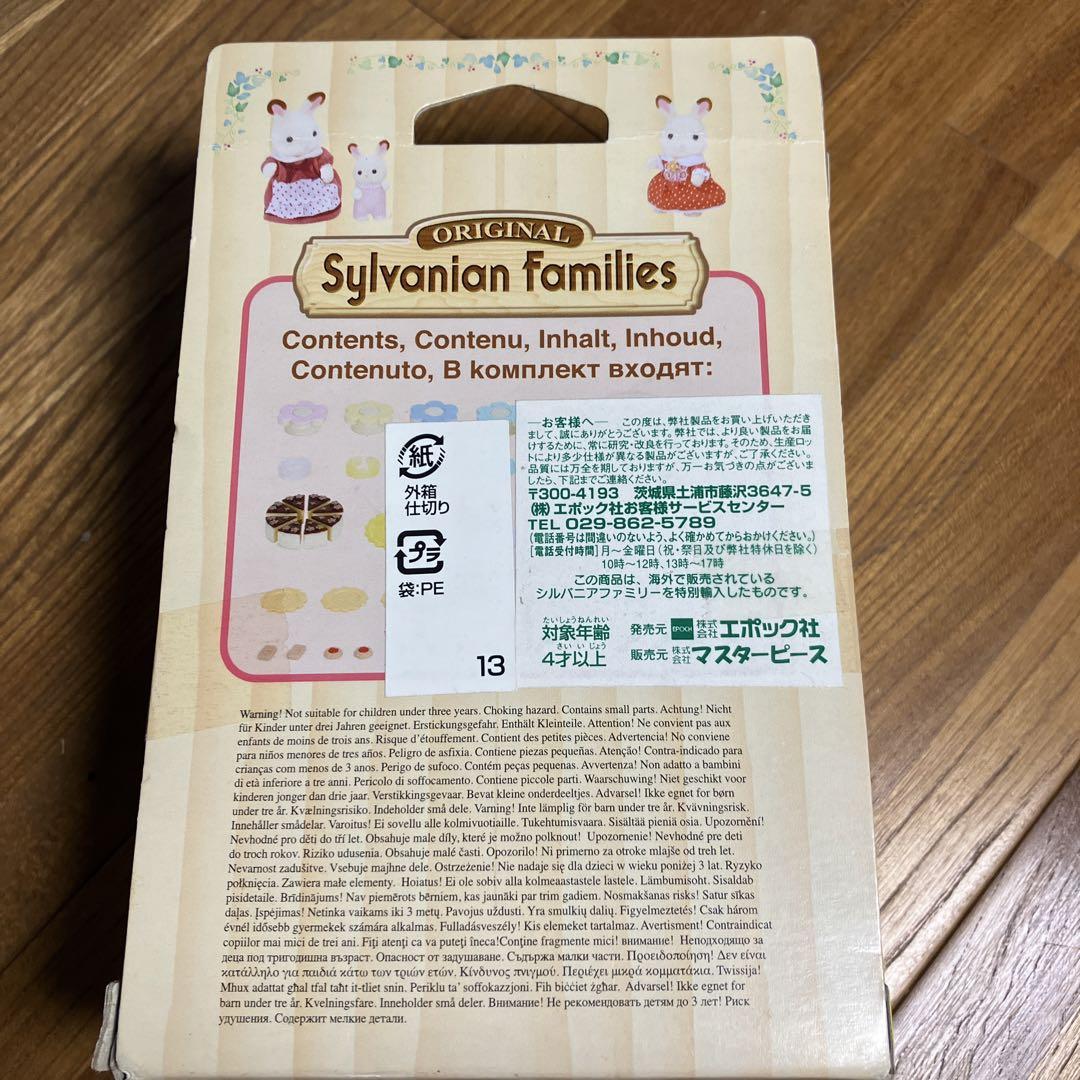 ORIGINAL
Sylvanian Families
Contents, Contenu, Inhalt, Inhoud,
Contenuto, В комплект входят:
紙
外箱
仕切り
プラ
袋:PE
13
―お客様へ― この度は、弊社製品をお買い上げいただき
まして、誠にありがとうございます。弊社では、より良い製品をお届
けするために、常に研究・改良を行っております。そのため、生産ロッ
トにより多少仕様が異なる製品がございますが、ご了承ください。
品質には万全を期しておりますが、万一お気づきの点がございま
したら、下記までご連絡ください。
〒300-4193 茨城県土浦市藤沢3647-5
(株)エポック社お客様サービスセンター
TEL 029-862-5789
(電話番号は間違いのないよう、よく確かめてからおかけください。)
[電話受付時間]月〜金曜日(祝・祭日及び弊社特休日を除く)
10時〜12時、13時〜17時
この商品は、海外で販売されている
シルバニアファミリーを特別輸入したものです。
たいしょうねんれい
対象年齢
さいいじょう
4才以上
発売元 EPOCH 株式会社 エポック社
販売元 株式会社 マスターピース
Warning! Not suitable for children under three years. Choking hazard. Contains small parts. Achtung! Nicht
für Kinder unter drei Jahren geeignet. Erstickungsgefahr. Enthält Kleinteile. Attention! Ne convient pas aux
enfants de moins de trois ans. Risque d'étouffement. Contient des petites pièces. Advertencia! No conviene
para niños menores de tres años. Peligro de asfixia. Contiene piezas pequeñas. Atenção! Contra-indicado para
crianças com menos de 3 anos. Perigo de sufoco. Contém peças pequenas. Avvertenza! Non adatto a bambini
di età inferiore a tre anni. Pericolo di soffocamento. Contiene piccole parti. Waarschuwing! Niet geschikt voor
kinderen jonger dan drie jaar. Verstikkingsgevaar. Bevat kleine onderdeeltjes. Advarsel! Ikke egnet for børn
under tre år. Kvælningsrisiko. Indeholder små dele. Varning! Inte lämplig för barn under tre år. Kvävningsrisk.
Innehåller smådelar. Varoitus! Ei sovellu alle kolmivuotiaille. Tukehtumisvaara. Sisältää pieniä osia. Upozornění!
Nevhodné pro děti do tří let. Obsahuje malé díly, které je možno polknout! Upozornenie! Nevhodné pre deti
do troch rokov. Riziko udusenia. Obsahuje malé časti. Opozorilo! Ni primerno za otroke mlajše od treh let.
Nevarnost zadušitve. Vsebuje majhne dele. Ostrzeżenie! Nie nadaje się dla dzieci w wieku poniżej 3 lat. Ryzyko
połknięcia. Zawiera małe elementy. Hoiatus! Ei ole sobiv alla kolmeaastastele lastele. Lämbumisoht. Sisaldab
pisidetaile. Brīdinājums! Nav piemērots bērniem, kas jaunāki par trim gadiem. Nosmakšanas risks! Satur sīkas
daļas. Įspėjimas! Netinka vaikams iki 3 metų. Pavojus uždusti. Yra smulkių dalių. Figyelmeztetés! Csak három
évnél idősebb gyermekek számára alkalmas. Fulladásveszély! Kis elemeket tartalmaz. Avertisment! Contraindicat
copiilor mai mici de trei ani. Fiţi atenţi ca va puteţi îneca!Conţine fragmente mici! внимание! Неподходящо за
деца под тригодишна възраст. Опасност от задушаване. Съдържа малки части. Προειδοποίηση! Δεν είναι
κατάλληλο για παιδιά κάτω των τριών ετών. Κίνδυνος πνιγμού. Περιέχει μικρά κομματάκια. Twissija!
Mhux adattat għal tfal taħt it-tliet snin. Periklu ta' soffokazzjoni. Fih biċċiet żgħar. Advarsel! Ikke egnet for
barn under tre år. Kvelningsfare. Inneholder små deler. Внимание! Не рекомендовать детям до 3 лет! Риск
удушения. Содержит мелкие детали.